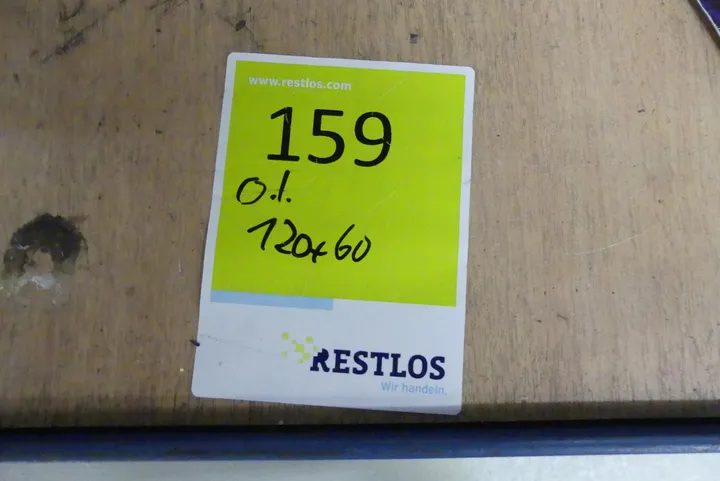 www.restlos.com
159
o.l.
120x60
RESTLOS
Wir handeln.